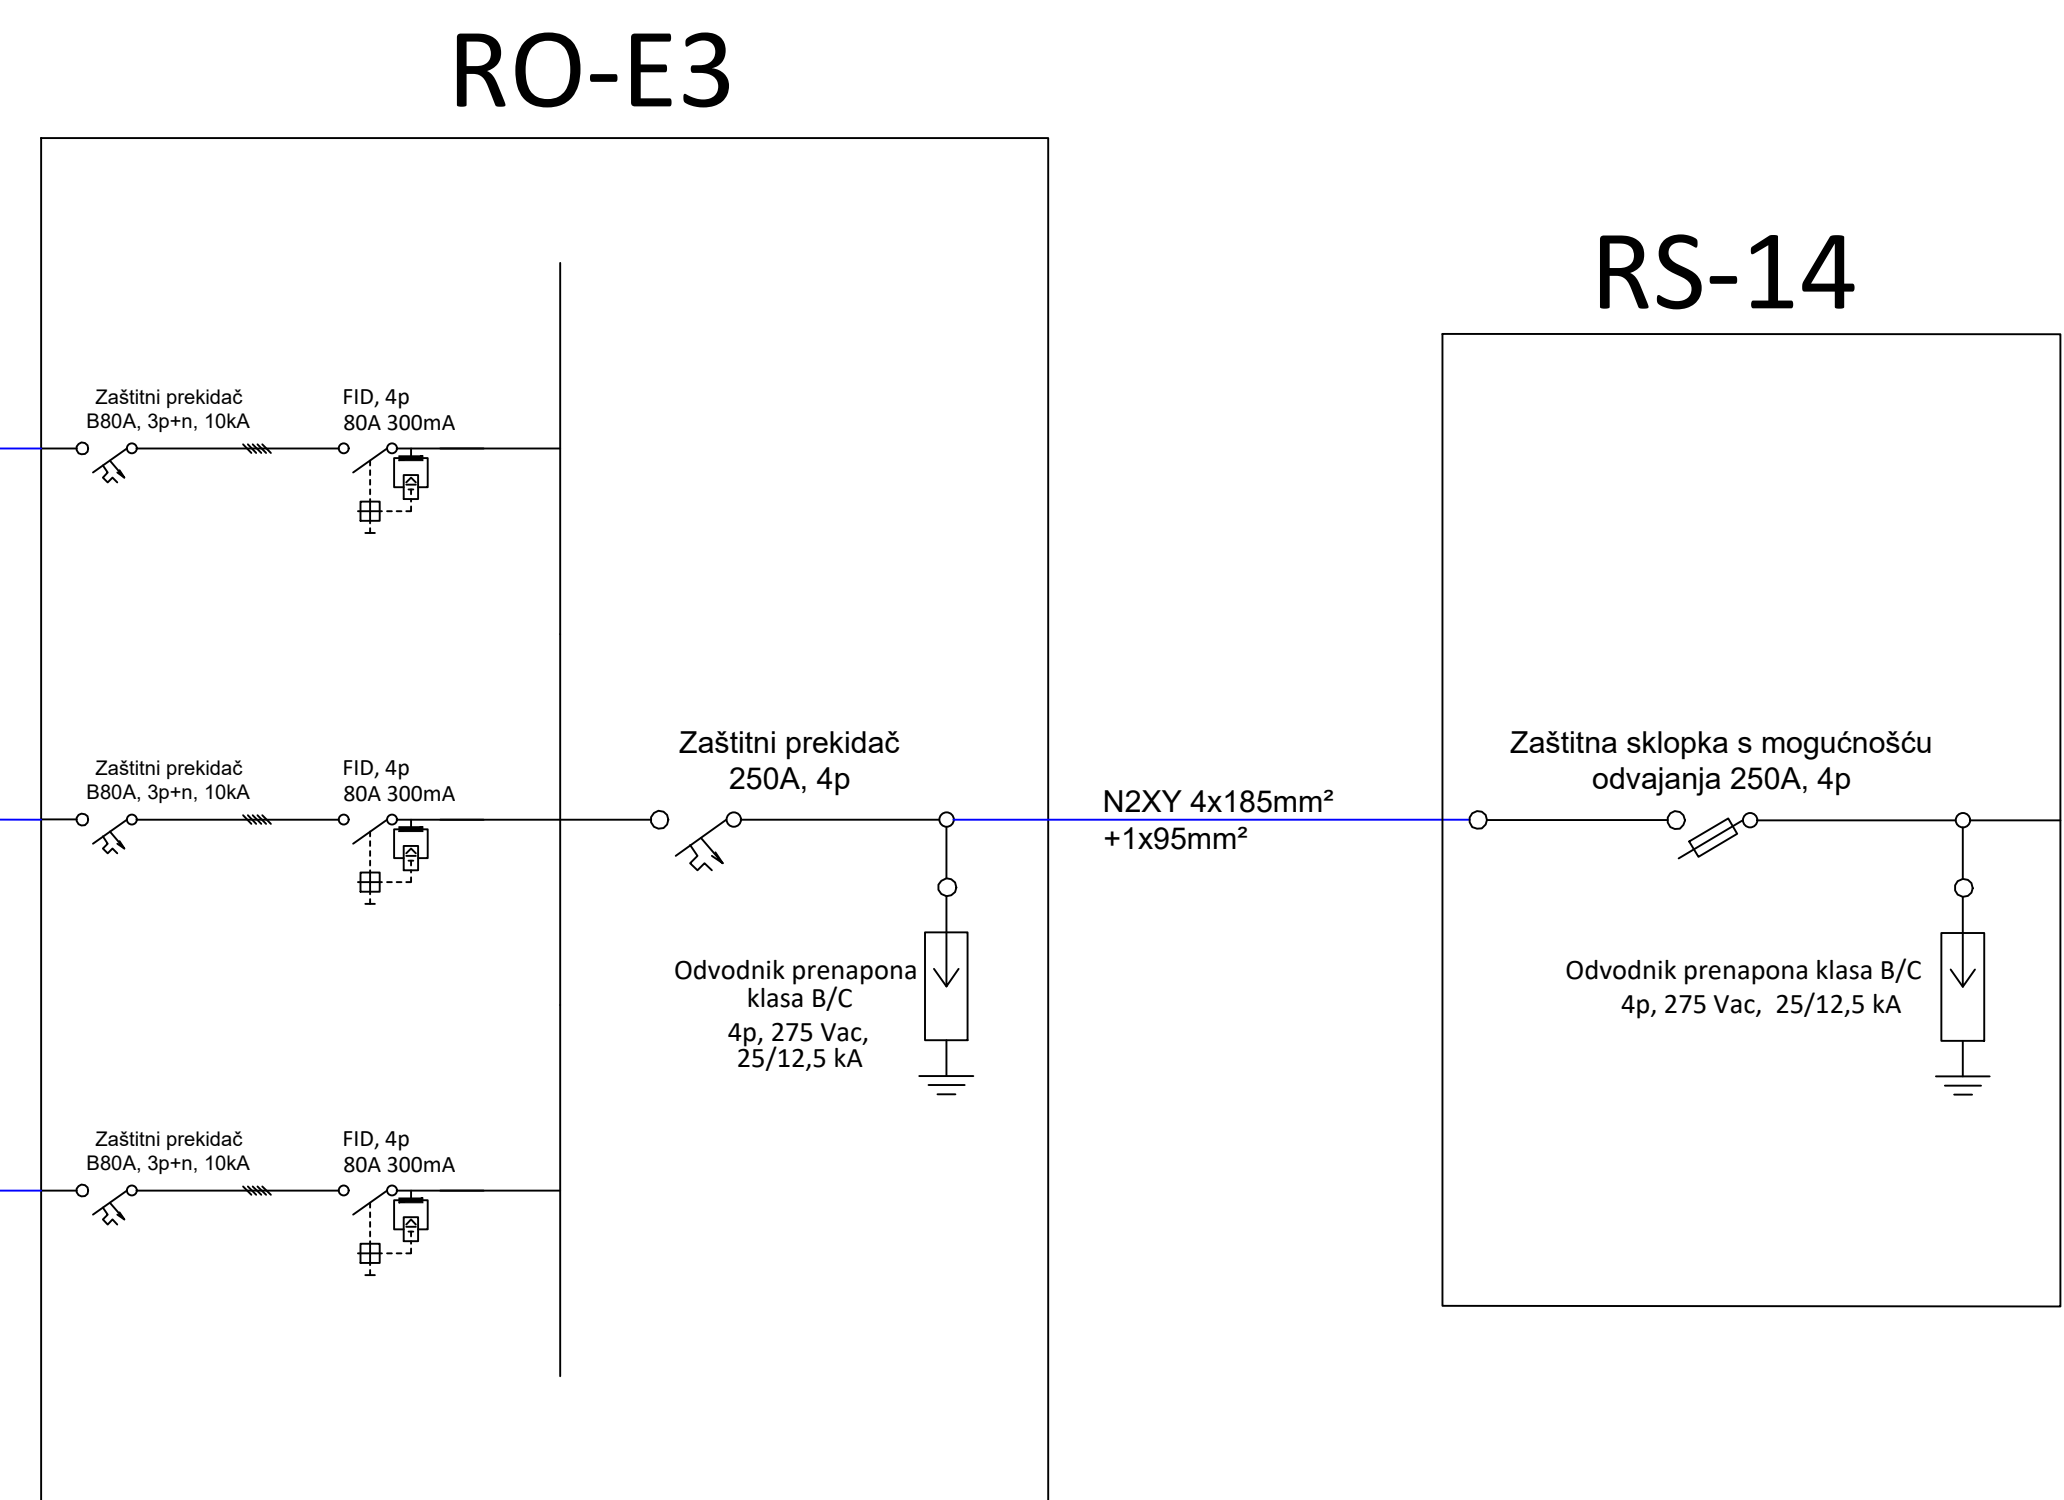 RO-E3
RS-14
Zaštitni prekidač
B80A, 3p+n, 10kA
FID, 4p
80A 300mA
Zaštitni prekidač
B80A, 3p+n, 10kA
FID, 4p
80A 300mA
Zaštitni prekidač
250A, 4p
N2XY 4x185mm²
+1x95mm²
Zaštitna sklopka s mogućnošću
odvajanja 250A, 4p
Odvodnik prenapona
klasa B/C
4p, 275 Vac,
25/12,5 kA
Odvodnik prenapona klasa B/C
4p, 275 Vac,  25/12,5 kA
Zaštitni prekidač
B80A, 3p+n, 10kA
FID, 4p
80A 300mA